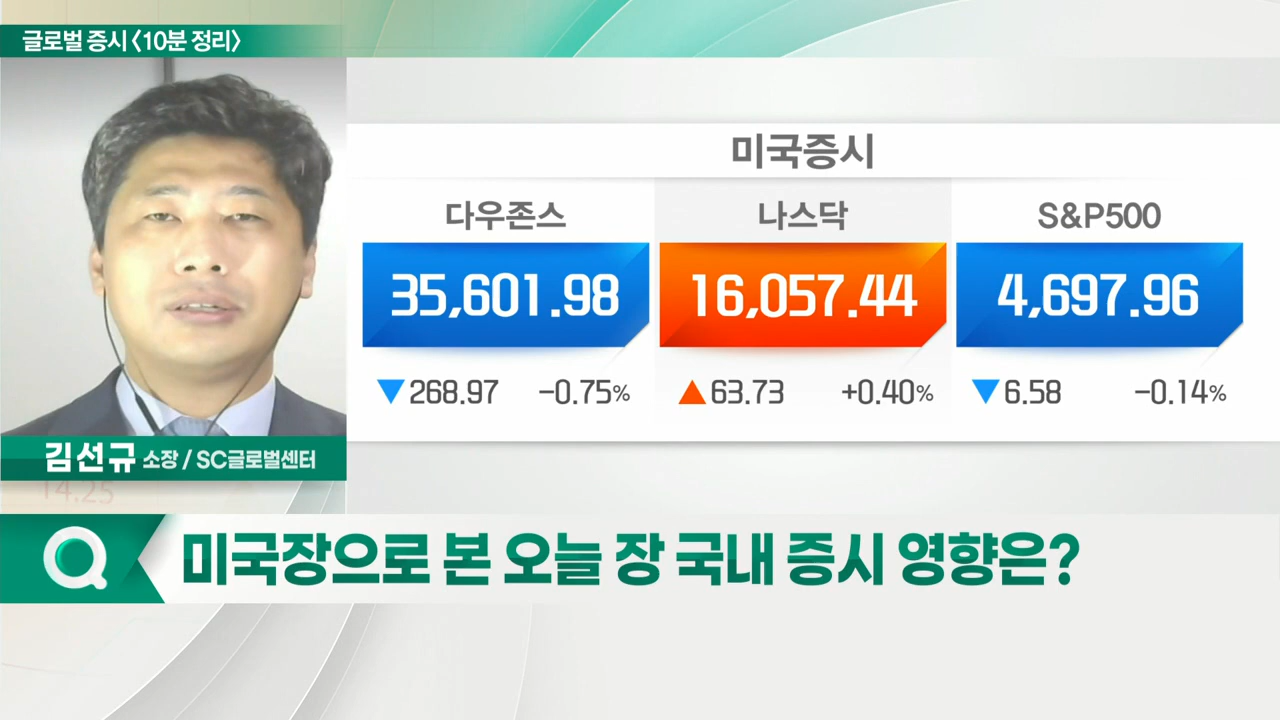 글로벌 증시 <10분 정리>
미국증시
다우존스
35,601.98
▼268.97 -0.75%
나스닥
16,057.44
▲63.73 +0.40%
S&P500
4,697.96
▼6.58 -0.14%
김선규 소장 / SC글로벌센터
14.25
Q 미국장으로 본 오늘 장 국내 증시 영향은?